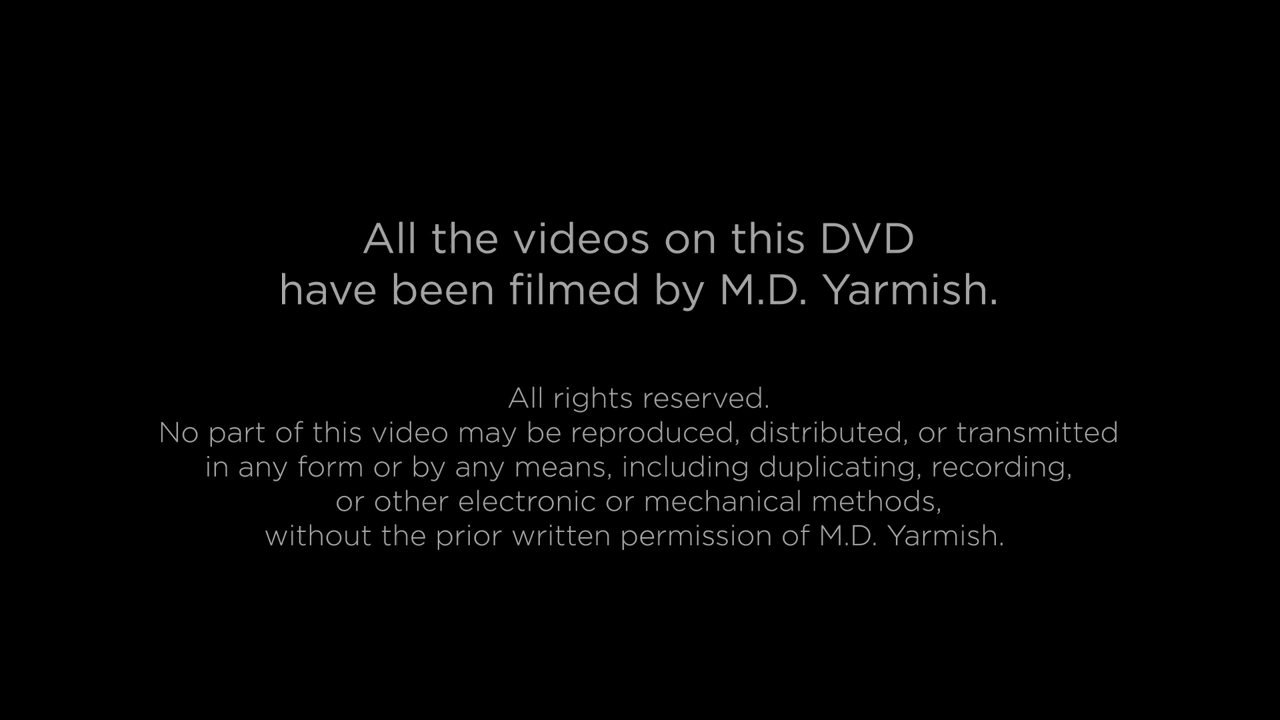 All the videos on this DVD
have been filmed by M.D. Yarmish.
All rights reserved.
No part of this video may be reproduced, distributed, or transmitted
in any form or by any means, including duplicating, recording,
or other electronic or mechanical methods,
without the prior written permission of M.D. Yarmish.